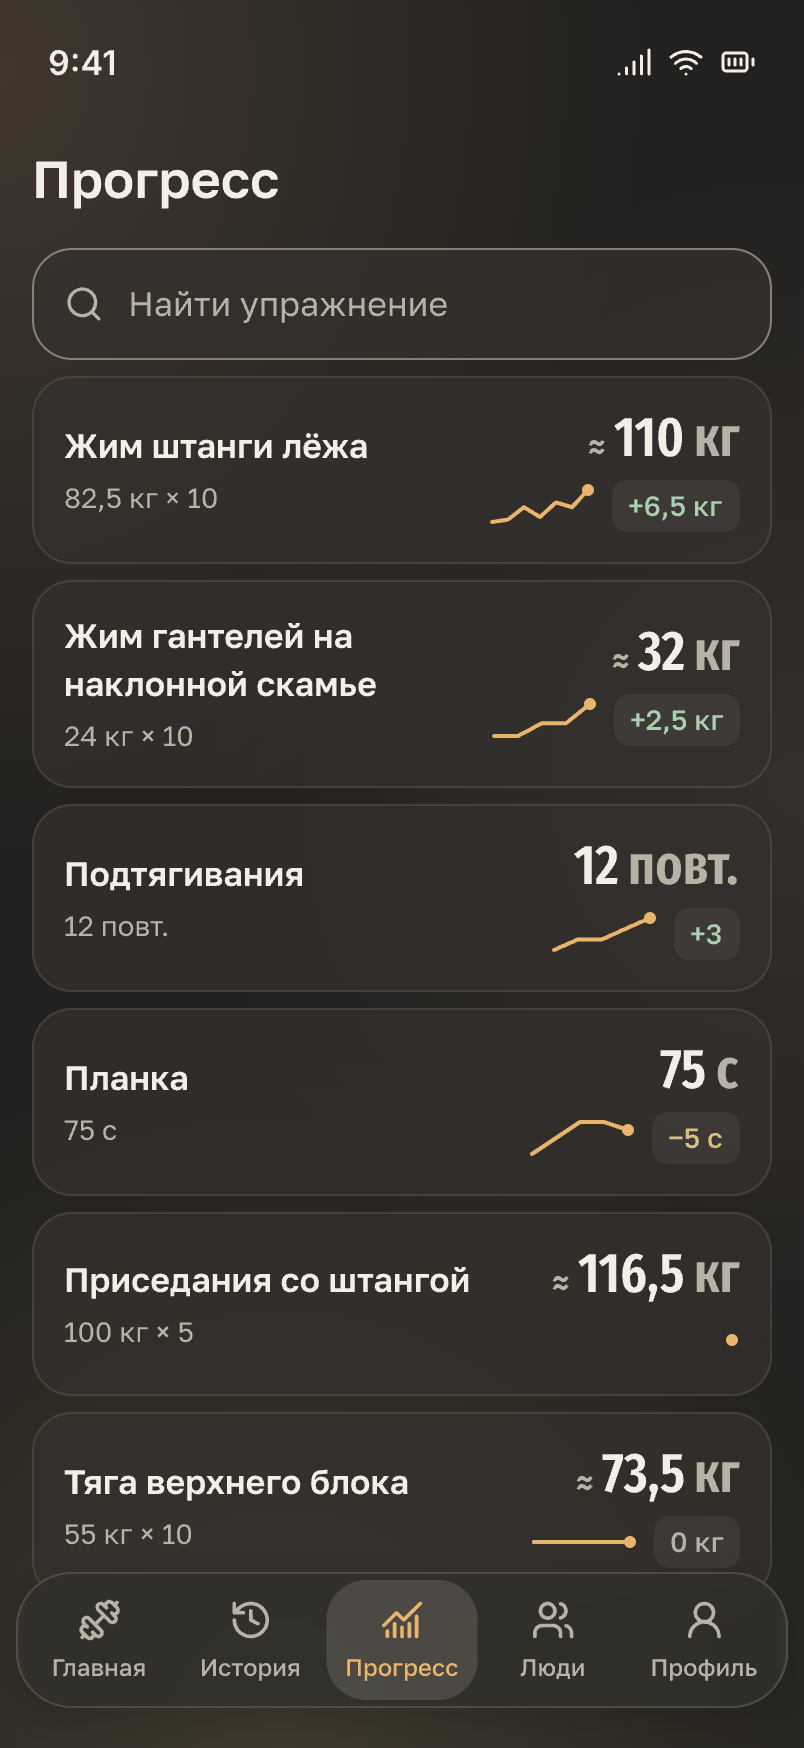 9:41
Прогресс
Найти упражнение
Жим штанги лёжа
82,5 кг × 10
≈ 110 кг
+6,5 кг
Жим гантелей на
наклонной скамье
24 кг × 10
≈ 32 кг
+2,5 кг
Подтягивания
12 повт.
12 повт.
+3
Планка
75 с
75 с
−5 с
Приседания со штангой
100 кг × 5
≈ 116,5 кг
Тяга верхнего блока
55 кг × 10
≈ 73,5 кг
0 кг
Главная
История
Прогресс
Люди
Профиль